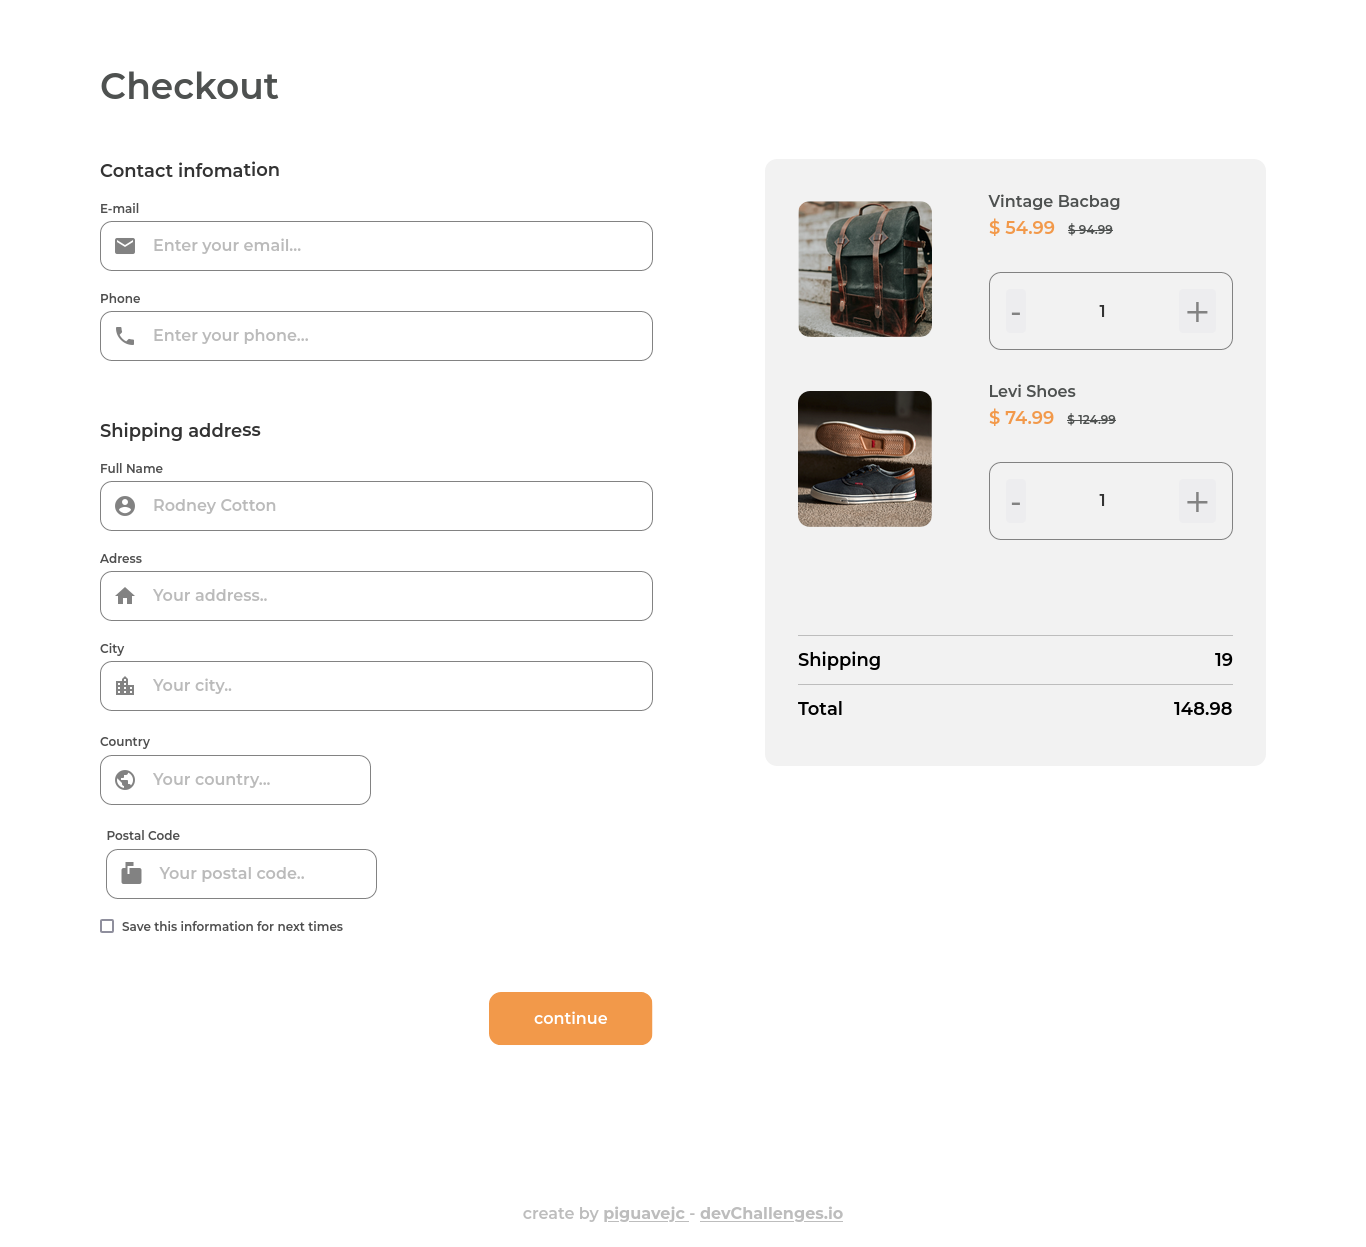 Checkout
Contact infomation
E-mail
Enter your email...
Phone
Enter your phone...
Shipping address
Full Name
Rodney Cotton
Adress
Your address..
City
Your city..
Country
Your country...
Postal Code
Your postal code..
Save this information for next times
continue
Vintage Bacbag
$ 54.99 $ 94.99
- 1 +
Levi Shoes
$ 74.99 $ 124.99
- 1 +
Shipping 19
Total 148.98
create by piguavejc - devChallenges.io